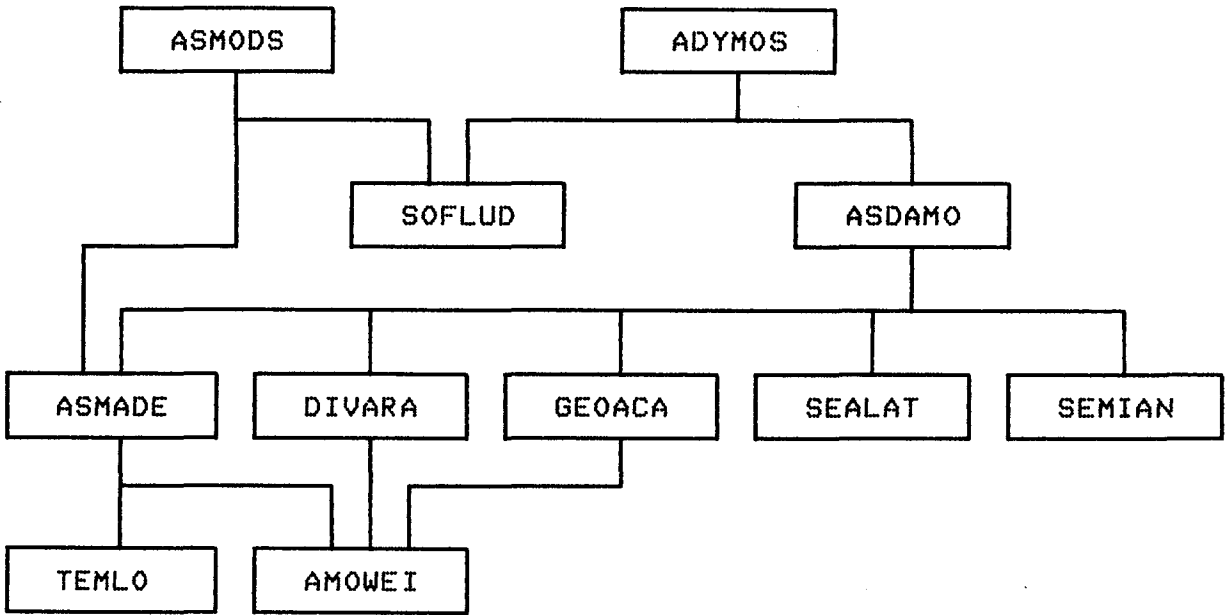 ASMODS
ADYMOS
SOFLUD
ASDAMO
ASMADE
DIVARA
GEOACA
SEALAT
SEMIAN
TEMLO
AMOWEI